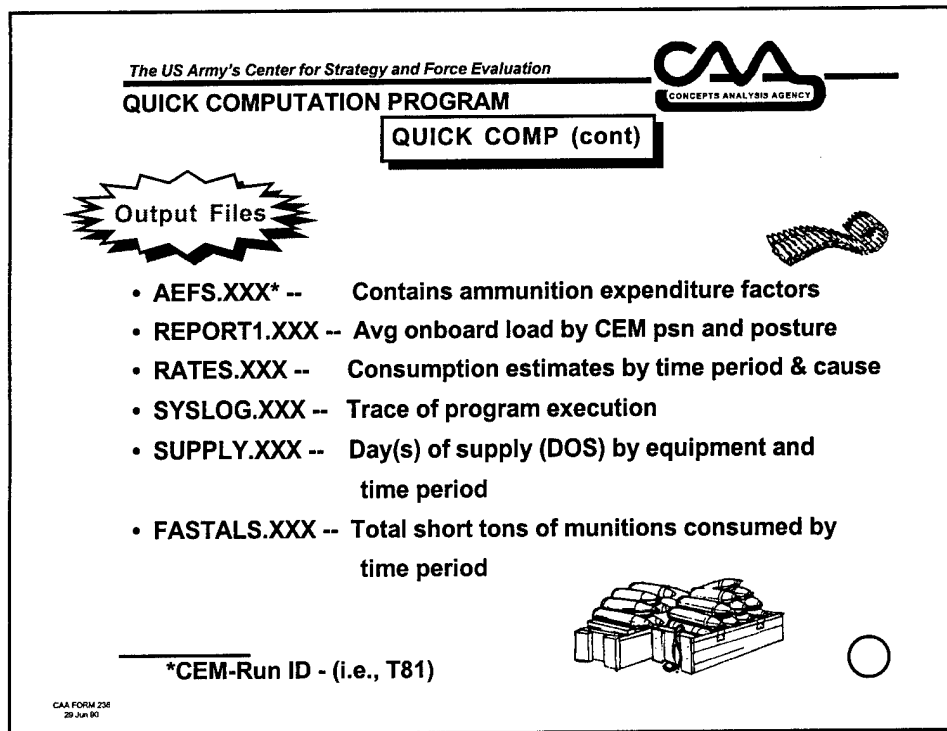 The US Army's Center for Strategy and Force Evaluation
CAA
CONCEPTS ANALYSIS AGENCY
QUICK COMPUTATION PROGRAM
QUICK COMP (cont)
Output Files
• AEFS.XXX* -- Contains ammunition expenditure factors
• REPORT1.XXX -- Avg onboard load by CEM psn and posture
• RATES.XXX -- Consumption estimates by time period & cause
• SYSLOG.XXX -- Trace of program execution
• SUPPLY.XXX -- Day(s) of supply (DOS) by equipment and
time period
• FASTALS.XXX -- Total short tons of munitions consumed by
time period
*CEM-Run ID - (i.e., T81)
CAA FORM 236
29 Jun 90